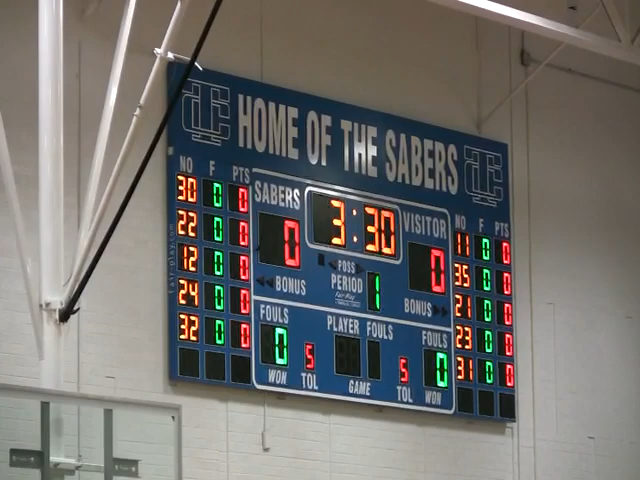 HOME OF THE SABERS
NO F PTS
30 0 0
22 0 0
12 0 0
24 0 0
32 0 0
SABERS
0
BONUS
3:30
POSS
PERIOD
1
Fair-Play
VISITOR
0
BONUS
NO F PTS
11 0 0
35 0 0
21 0 0
23 0 0
31 0 0
FOULS
0
WON
5
TOL
PLAYER FOULS
GAME
5
TOL
FOULS
0
WON